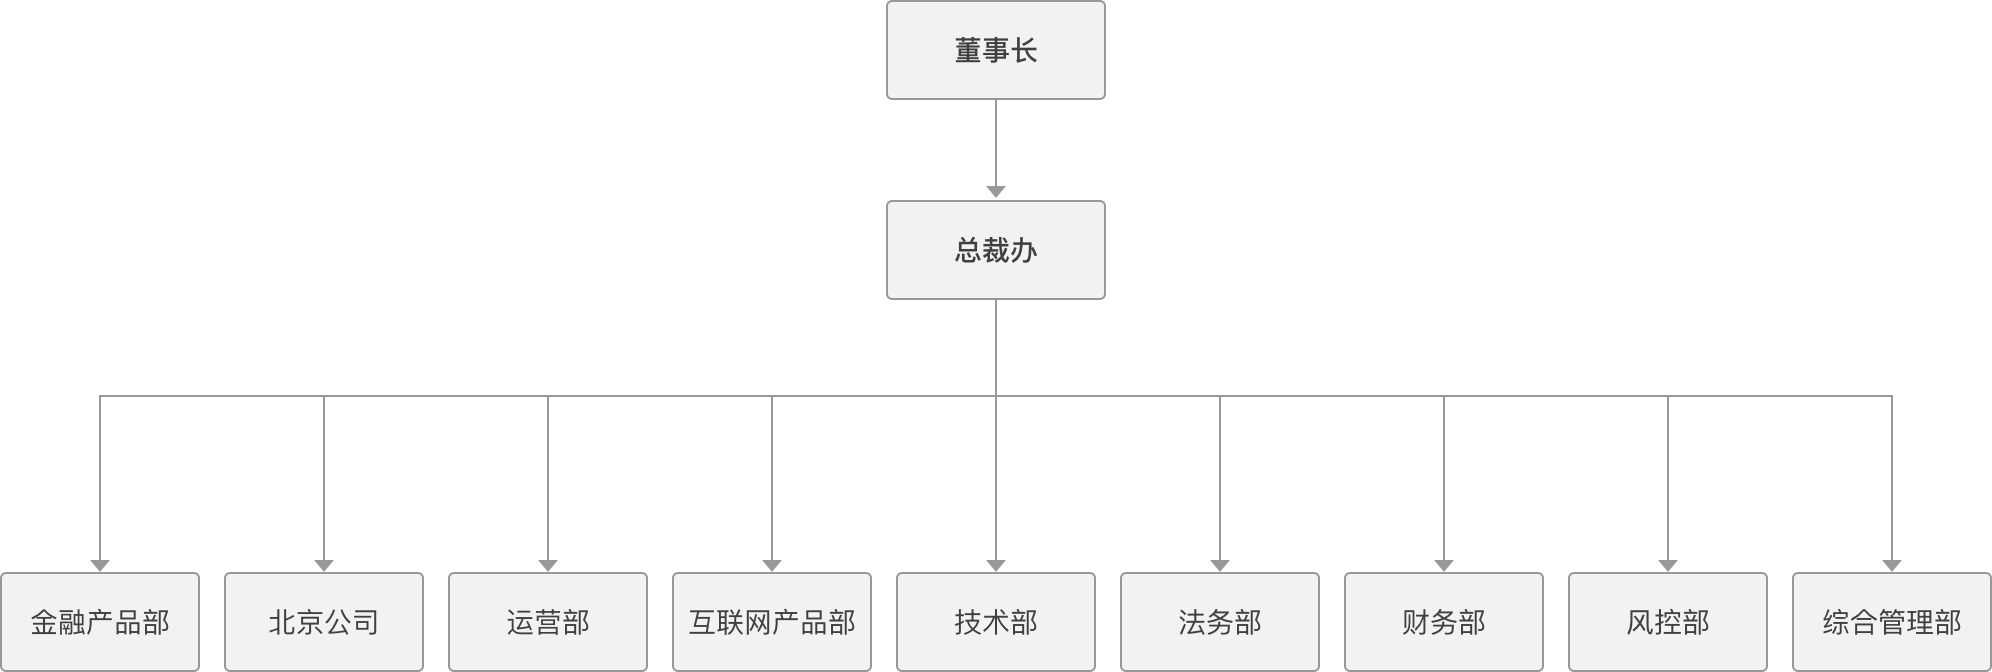 董事长
总裁办
金融产品部
北京公司
运营部
互联网产品部
技术部
法务部
财务部
风控部
综合管理部